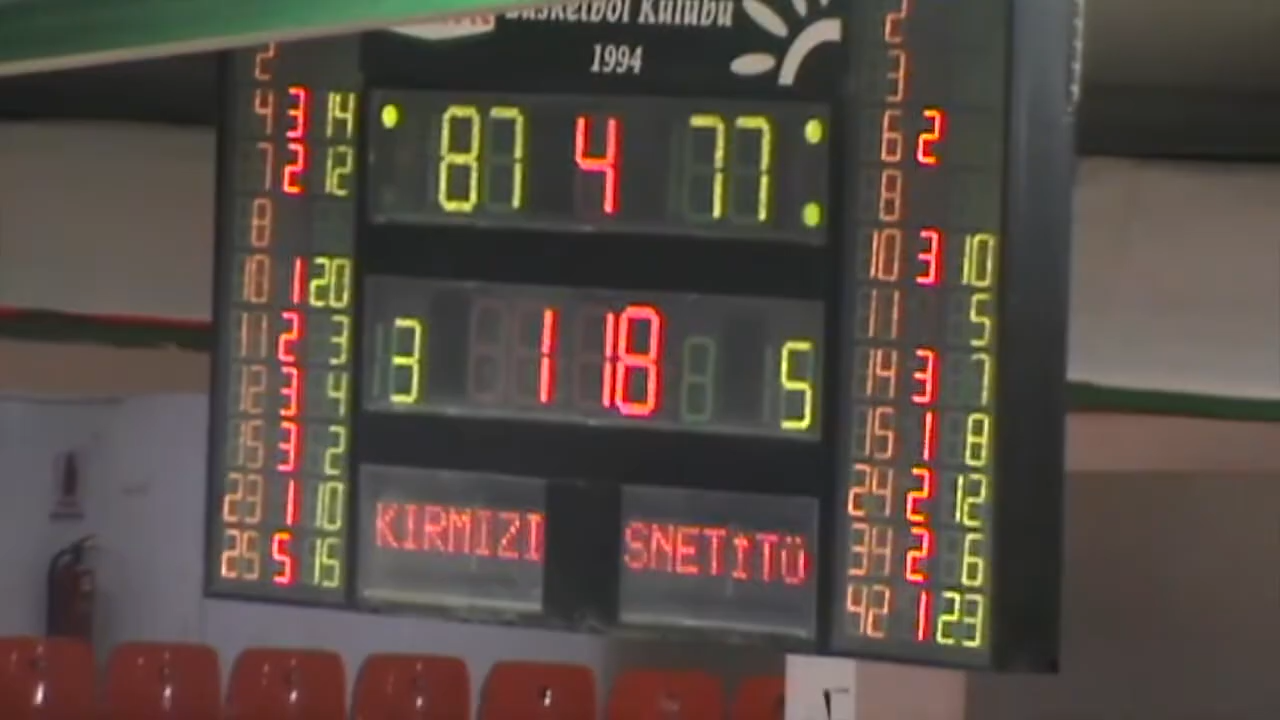 Basketbol Kulübü
1994
2
4 3 14
7 2 12
8
10 1 20
11 2 3
12 3 4
15 3 2
23 1 10
25 5 15
87 4 77
3 1 18 5
KIRMIZI SNETİTÜ
2
3
6 2
8
10 3 10
11 5
14 3 7
15 1 8
24 2 12
34 2 6
42 1 23